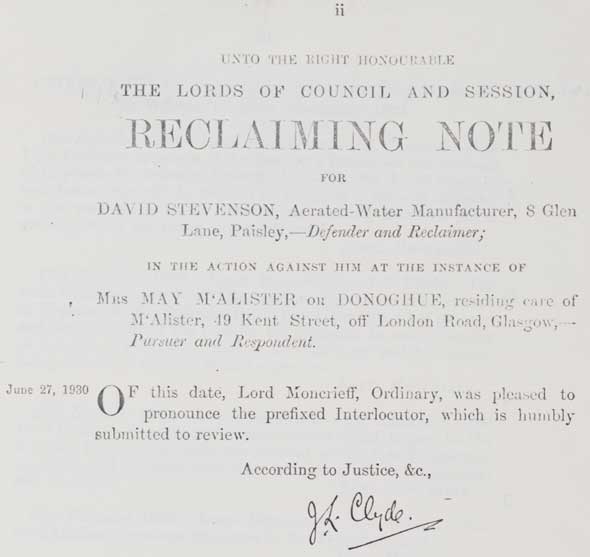 ii
UNTO THE RIGHT HONOURABLE
THE LORDS OF COUNCIL AND SESSION,
RECLAIMING NOTE
FOR
DAVID STEVENSON, Aerated-Water Manufacturer, 8 Glen
Lane, Paisley,—Defender and Reclaimer;
IN THE ACTION AGAINST HIM AT THE INSTANCE OF
MRS MAY M'ALISTER OR DONOGHUE, residing care of
M'Alister, 49 Kent Street, off London Road, Glasgow,—
Pursuer and Respondent.
June 27, 1930 OF this date, Lord Moncrieff, Ordinary, was pleased to
pronounce the prefixed Interlocutor, which is humbly
submitted to review.
According to Justice, &c.,
J. L. Clyde.